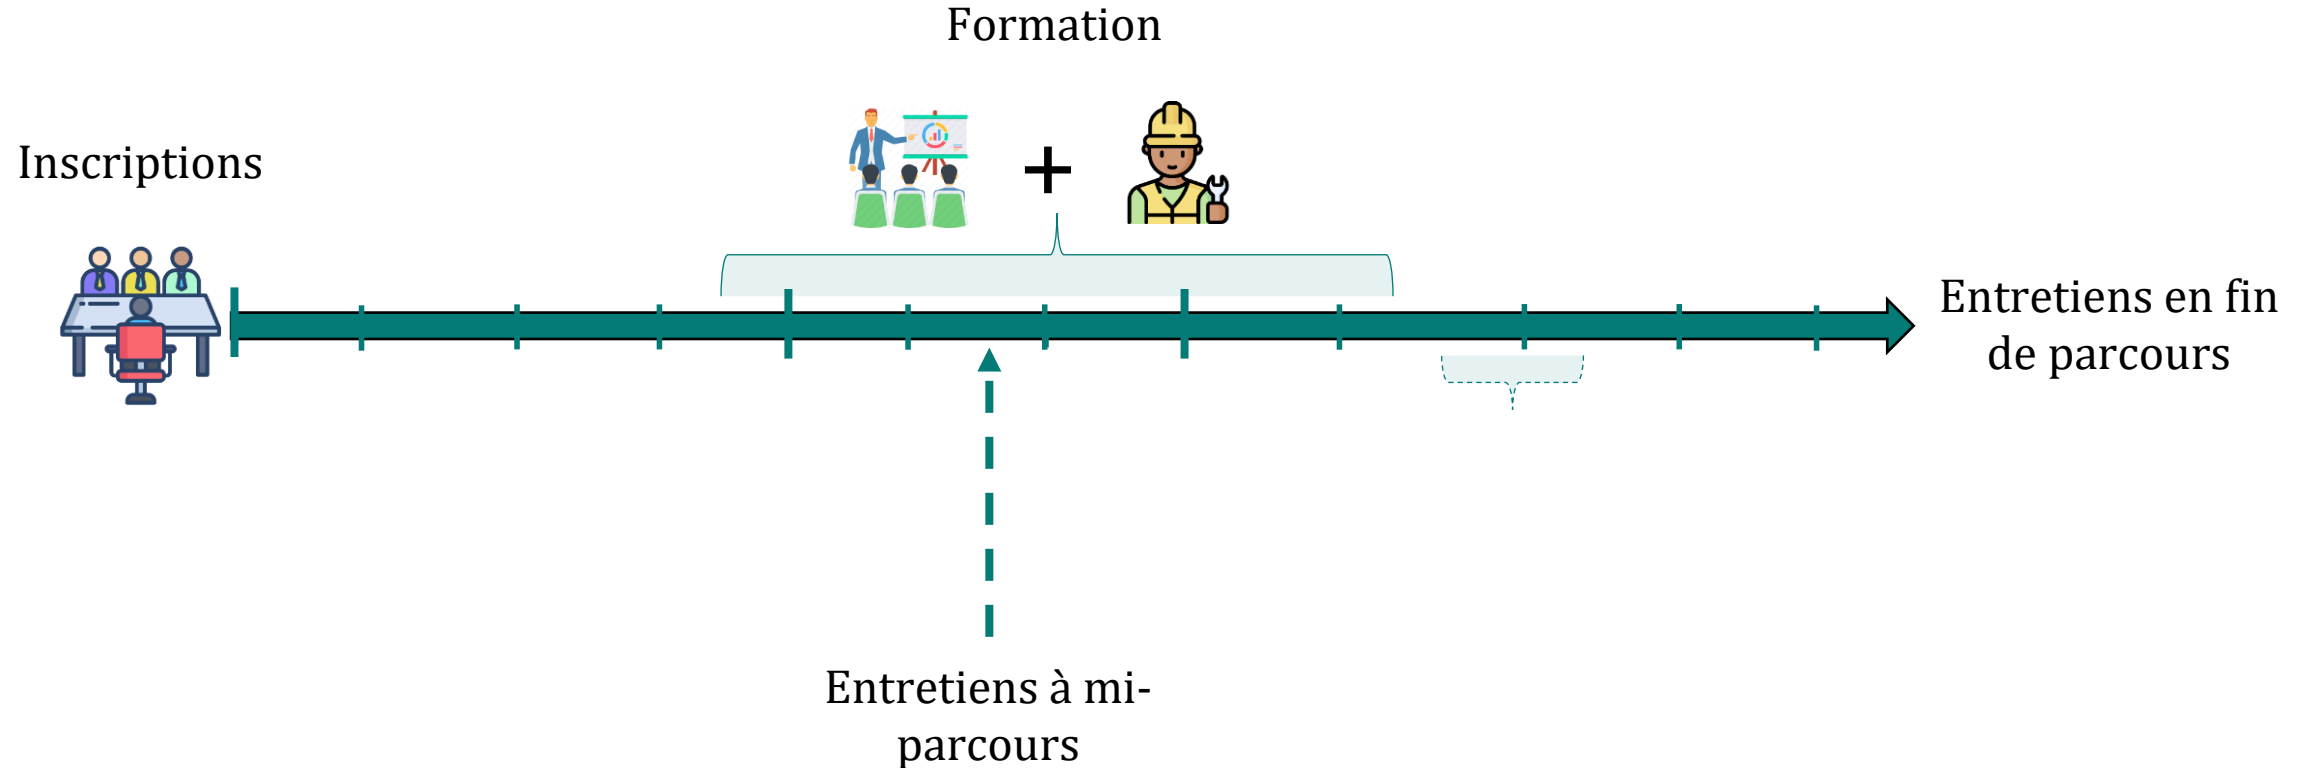 Formation
Inscriptions
+
Entretiens en fin
de parcours
Entretiens à mi-
parcours